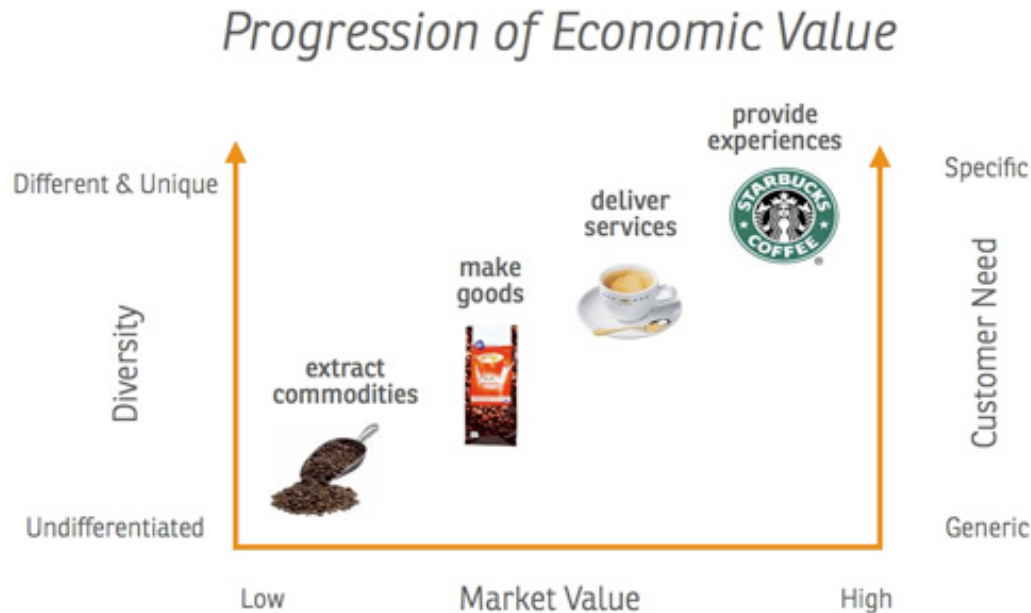 Progression of Economic Value
provide
experiences
Different & Unique
Specific
STARBUCKS
COFFEE
®
deliver
services
make
goods
Diversity
Customer Need
extract
commodities
Undifferentiated
Generic
Low
Market Value
High